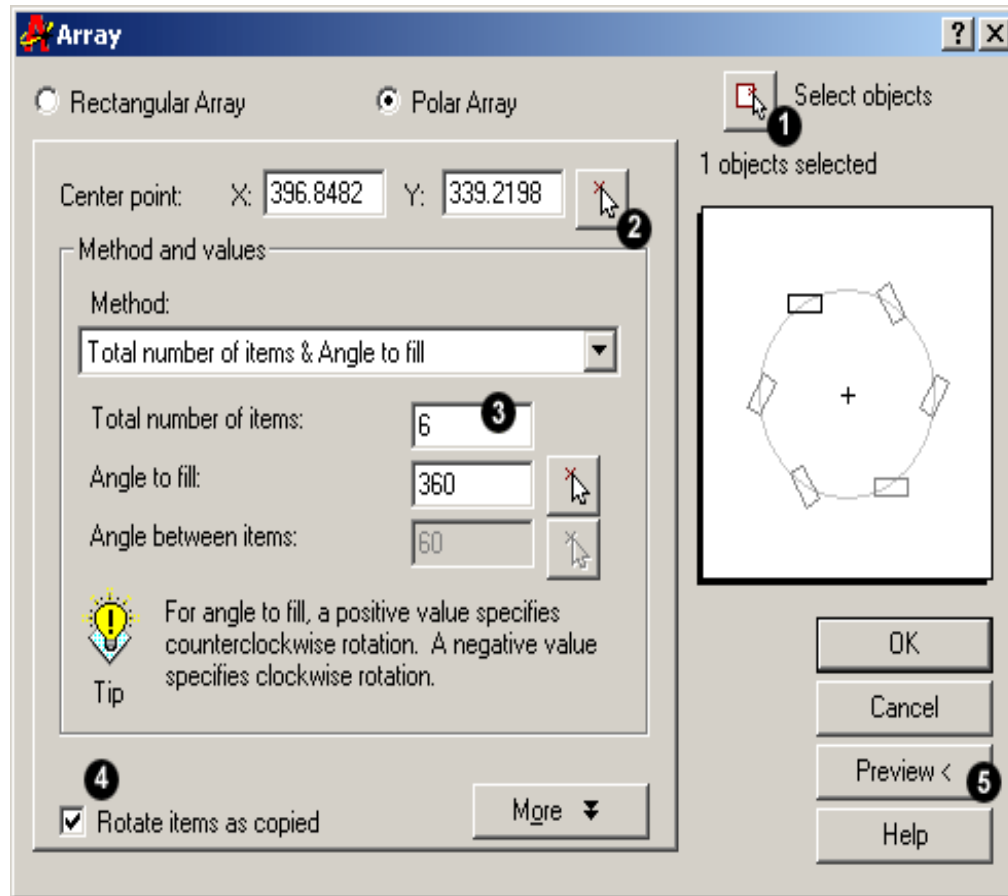 Array
Rectangular Array
Polar Array
Select objects
1
1 objects selected
Center point: X: 396.8482 Y: 339.2198
2
Method and values
Method:
Total number of items & Angle to fill
Total number of items: 6
3
Angle to fill: 360
Angle between items: 60
For angle to fill, a positive value specifies
counterclockwise rotation. A negative value
specifies clockwise rotation.
Tip
4
Rotate items as copied
More
OK
Cancel
Preview <
5
Help